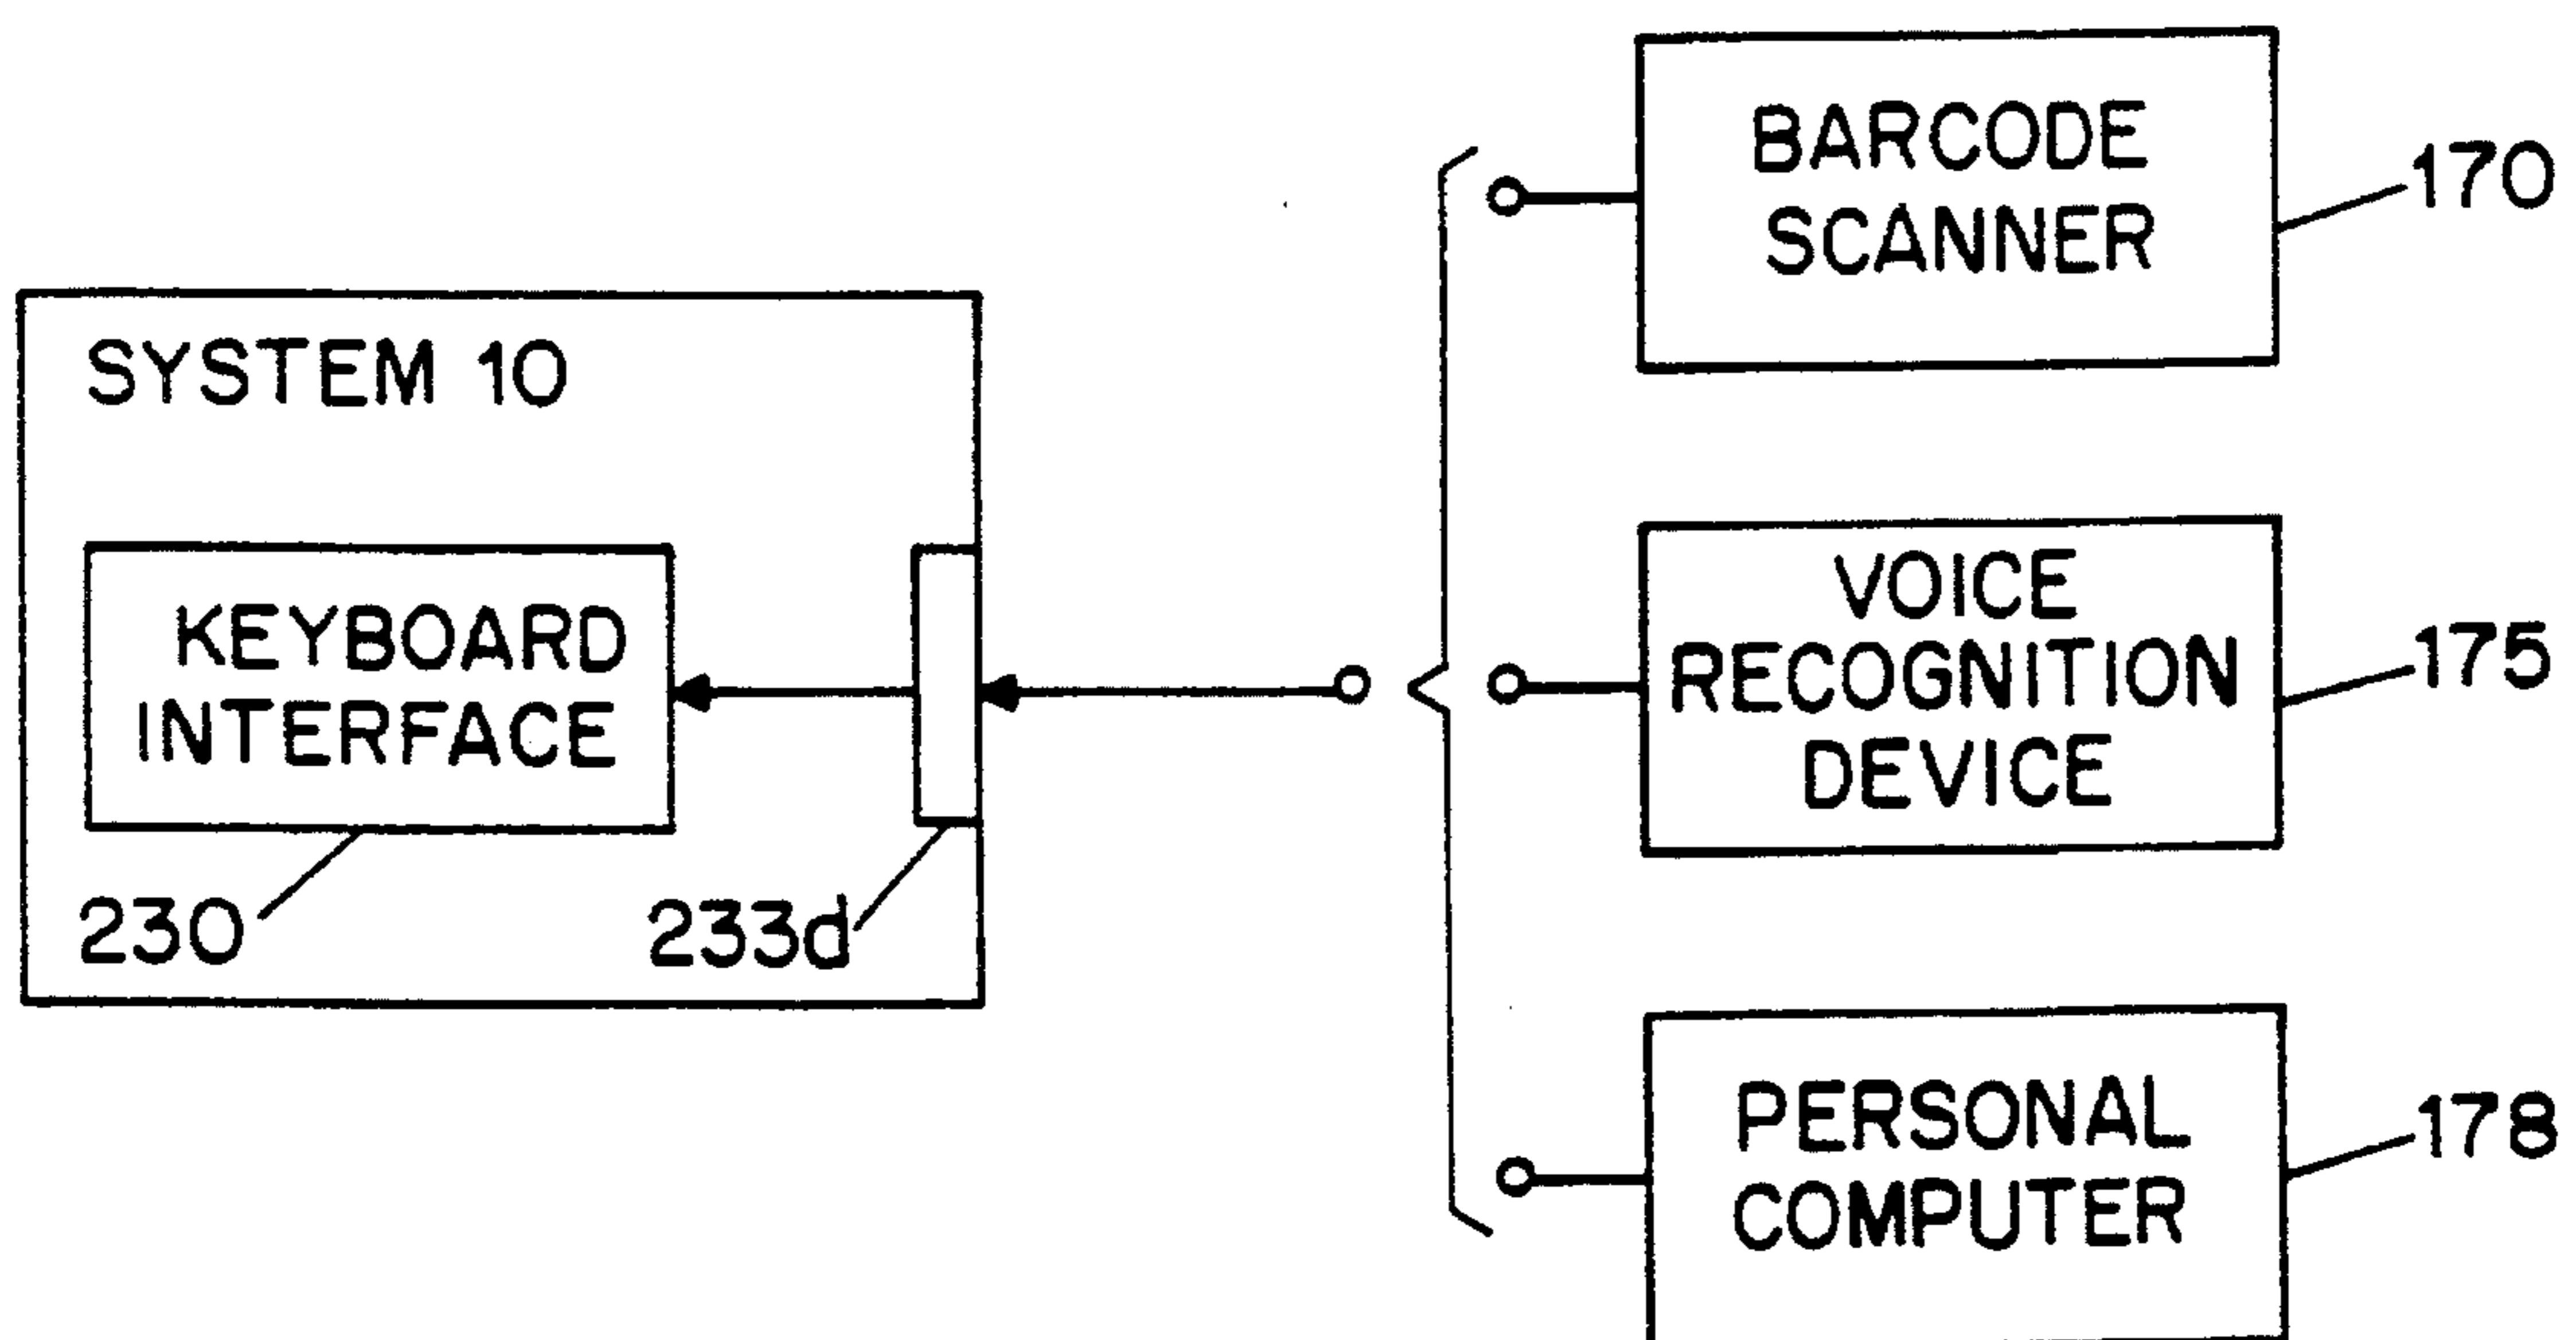 BARCODE
SCANNER
170
SYSTEM 10
KEYBOARD
INTERFACE
230
233d
VOICE
RECOGNITION
DEVICE
175
PERSONAL
COMPUTER
178